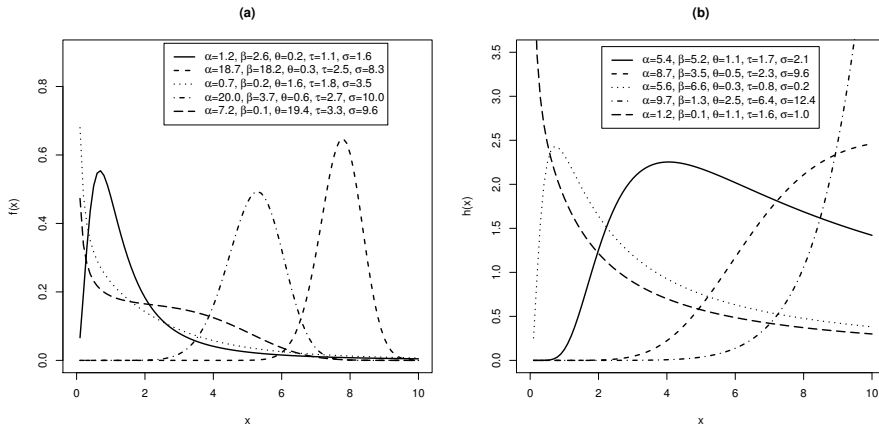 (a)
α=1.2, β=2.6, θ=0.2, τ=1.1, σ=1.6
α=18.7, β=18.2, θ=0.3, τ=2.5, σ=8.3
α=0.7, β=0.2, θ=1.6, τ=1.8, σ=3.5
α=20.0, β=3.7, θ=0.6, τ=2.7, σ=10.0
α=7.2, β=0.1, θ=19.4, τ=3.3, σ=9.6
f(x)
0.8
0.6
0.4
0.2
0.0
0 2 4 6 8 10
x
(b)
α=5.4, β=5.2, θ=1.1, τ=1.7, σ=2.1
α=8.7, β=3.5, θ=0.5, τ=2.3, σ=9.6
α=5.6, β=6.6, θ=0.3, τ=0.8, σ=0.2
α=9.7, β=1.3, θ=2.5, τ=6.4, σ=12.4
α=1.2, β=0.1, θ=1.1, τ=1.6, σ=1.0
h(x)
3.5
3.0
2.5
2.0
1.5
1.0
0.5
0.0
0 2 4 6 8 10
x